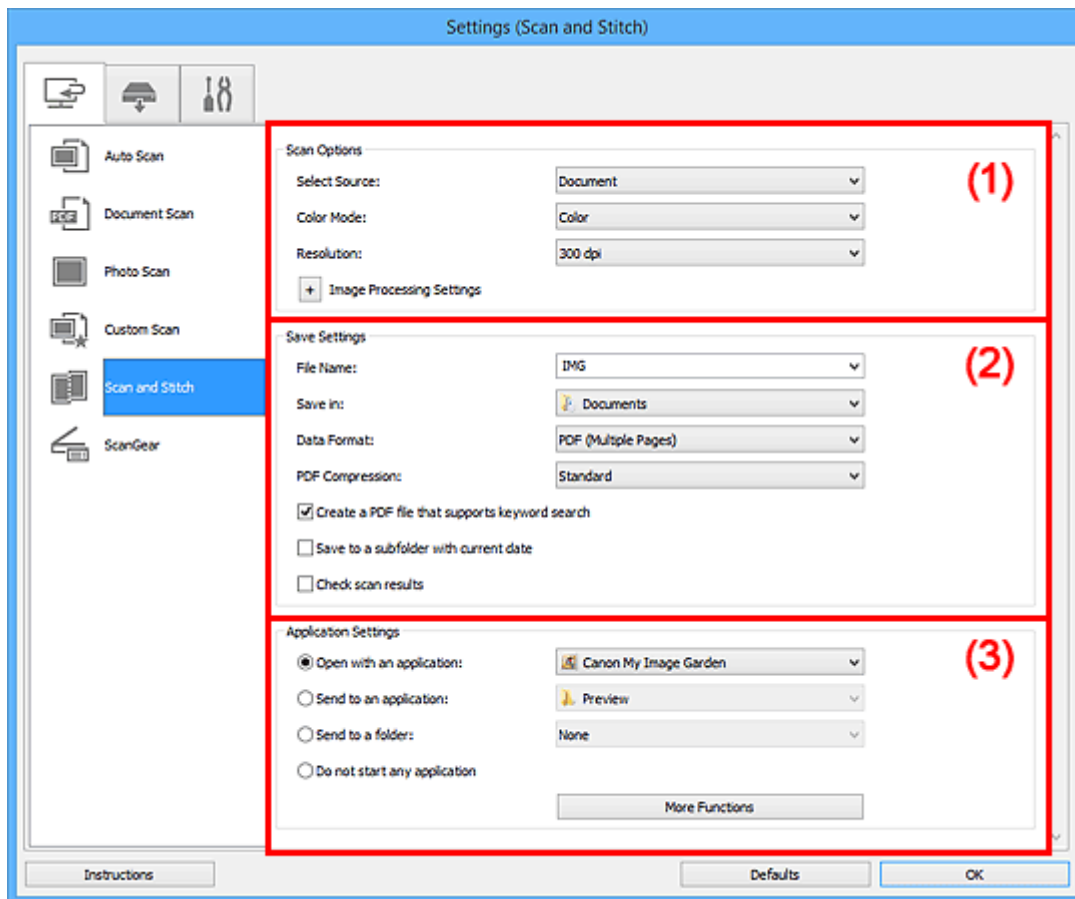 Settings (Scan and Stitch)
Auto Scan
PDF
Document Scan
Photo Scan
Custom Scan
Scan and Stitch
ScanGear
Scan Options
(1)
Select Source: Document
Color Mode: Color
Resolution: 300 dpi
+ Image Processing Settings
Save Settings
(2)
File Name: IMG
Save in: Documents
Data Format: PDF (Multiple Pages)
PDF Compression: Standard
Create a PDF file that supports keyword search
Save to a subfolder with current date
Check scan results
Application Settings
(3)
Open with an application: Canon My Image Garden
Send to an application: Preview
Send to a folder: None
Do not start any application
More Functions
Instructions Defaults OK